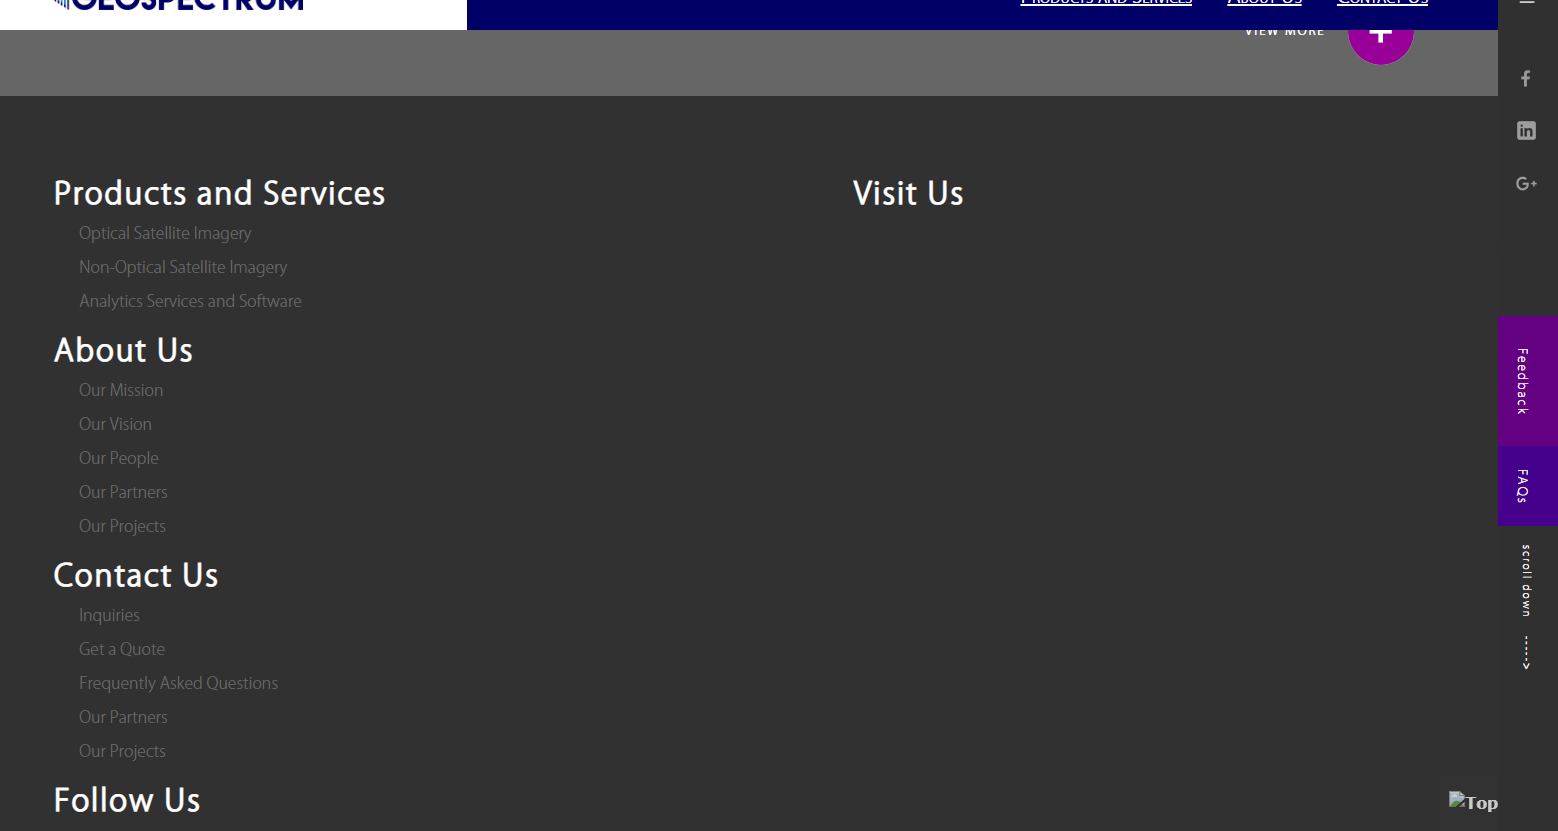 GEOSPECTRUM
Products and Services About Us Contact Us
VIEW MORE
Products and Services
Optical Satellite Imagery
Non-Optical Satellite Imagery
Analytics Services and Software
About Us
Our Mission
Our Vision
Our People
Our Partners
Our Projects
Contact Us
Inquiries
Get a Quote
Frequently Asked Questions
Our Partners
Our Projects
Follow Us
Visit Us
Feedback
FAQs
scroll down
Top